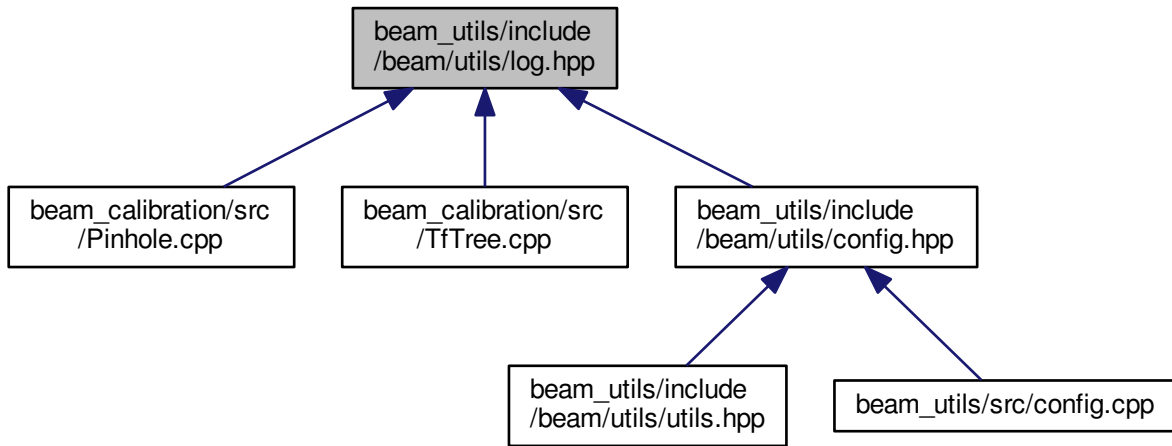 beam_utils/include
/beam/utils/log.hpp
beam_calibration/src
/Pinhole.cpp
beam_calibration/src
/TfTree.cpp
beam_utils/include
/beam/utils/config.hpp
beam_utils/include
/beam/utils/utils.hpp
beam_utils/src/config.cpp